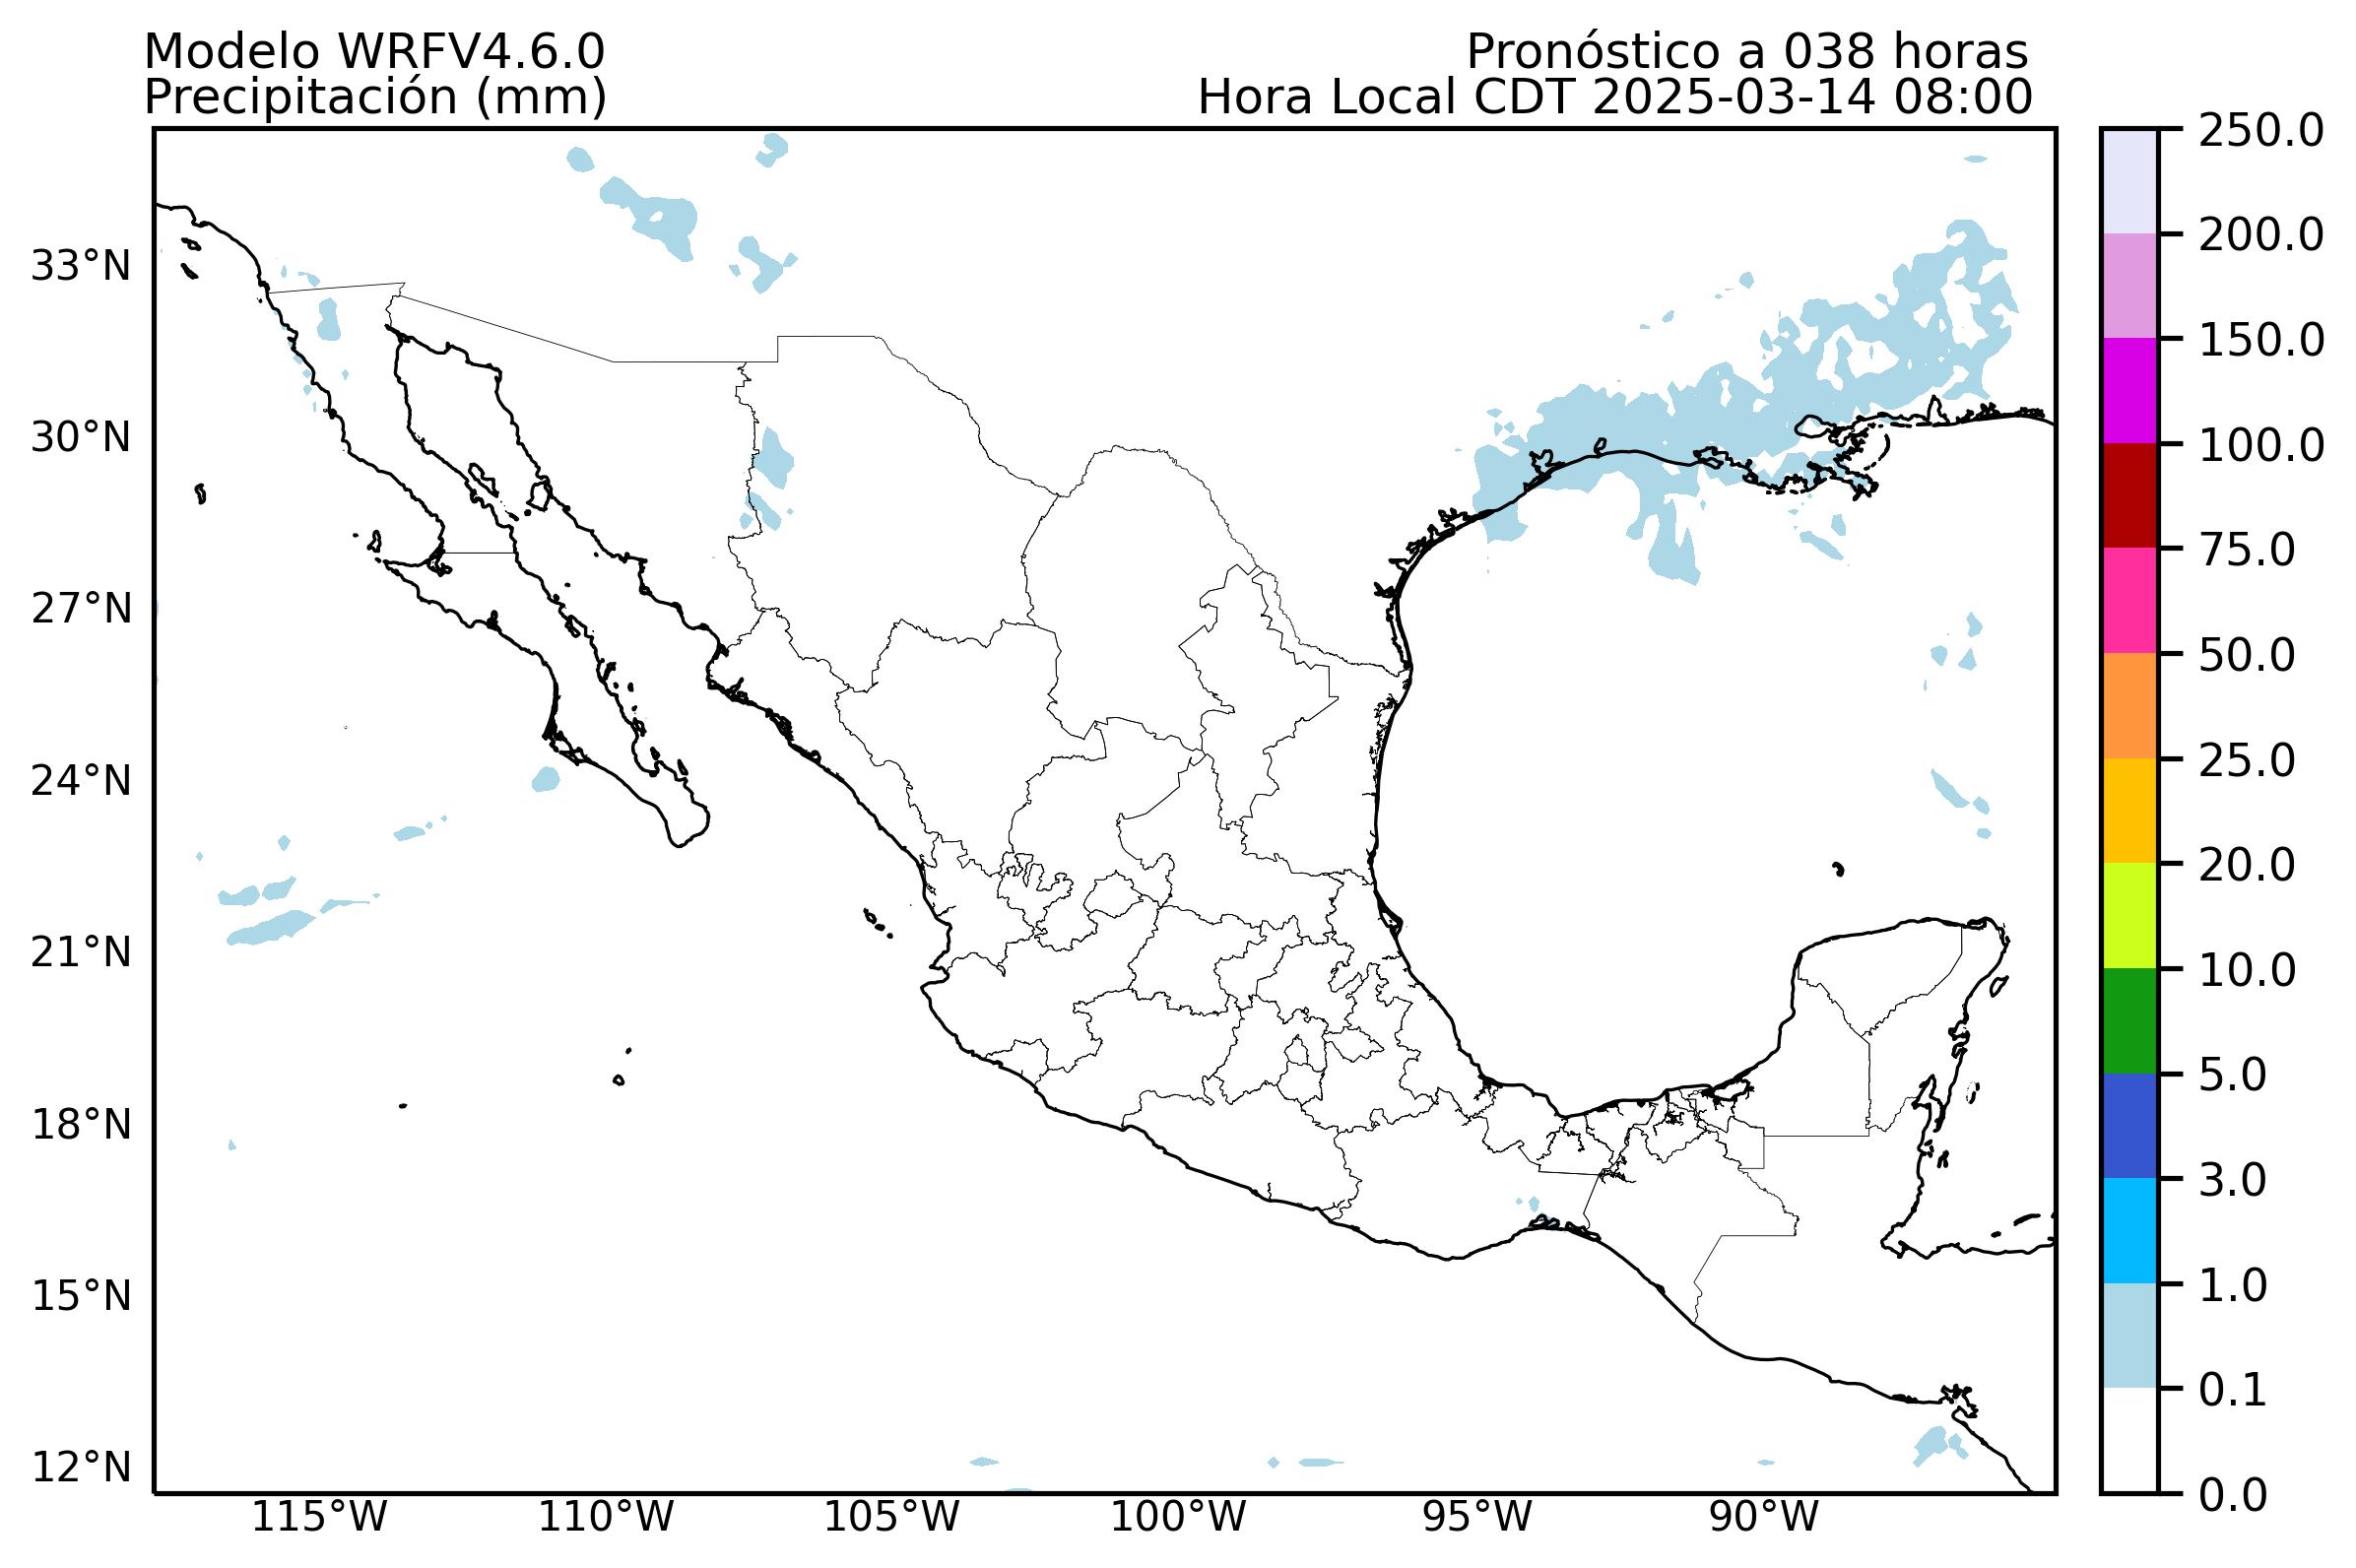 Modelo WRFV4.6.0
Precipitación (mm)
Pronóstico a 038 horas
Hora Local CDT 2025-03-14 08:00
33°N
30°N
27°N
24°N
21°N
18°N
15°N
12°N
115°W
110°W
105°W
100°W
95°W
90°W
250.0
200.0
150.0
100.0
75.0
50.0
25.0
20.0
10.0
5.0
3.0
1.0
0.1
0.0